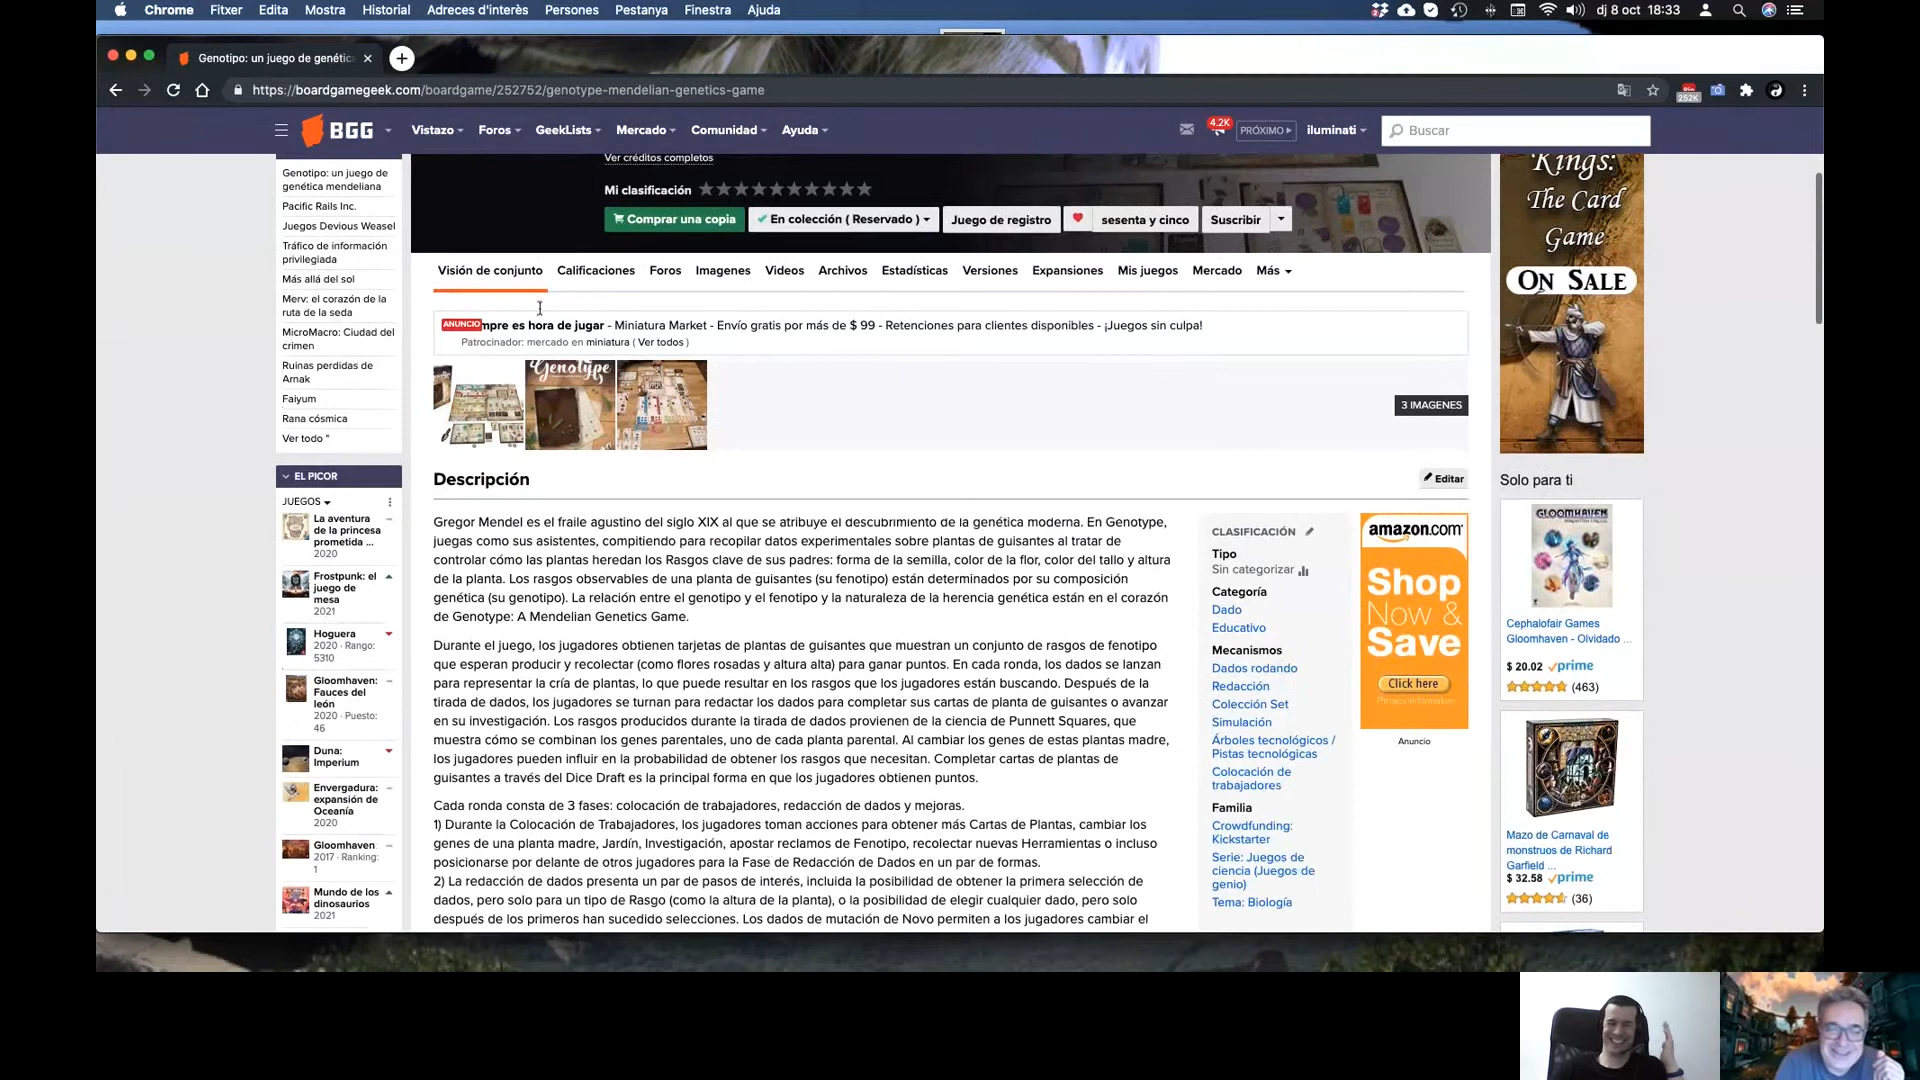 Chrome Fitxer Edita Mostra Historial Adreces d'interès Persones Pestanya Finestra Ajuda
dj 8 oct 18:33
Genotipo: un juego de genética
https://boardgamegeek.com/boardgame/252752/genotype-mendelian-genetics-game
252K
BGG Vistazo Foros GeekLists Mercado Comunidad Ayuda
4.2K PRÓXIMO iluminati Buscar
Genotipo: un juego de
genética mendeliana
Pacific Rails Inc.
Juegos Devious Weasel
Tráfico de información
privilegiada
Más allá del sol
Merv: el corazón de la
ruta de la seda
MicroMacro: Ciudad del
crimen
Ruinas perdidas de
Arnak
Faiyum
Rana cósmica
Ver todo "
EL PICOR
JUEGOS
La aventura
de la princesa
prometida ...
2020
Frostpunk: el
juego de
mesa
2021
Hoguera
2020 · Rango:
5310
Gloomhaven:
Fauces del
león
2020 · Puesto:
46
Duna:
Imperium
Envergadura:
expansión de
Oceanía
2020
Gloomhaven
2017 · Ranking:
1
Mundo de los
dinosaurios
2021
Ver créditos completos
Mi clasificación
Comprar una copia En colección ( Reservado ) Juego de registro sesenta y cinco Suscribir
Visión de conjunto Calificaciones Foros Imagenes Videos Archivos Estadísticas Versiones Expansiones Mis juegos Mercado Más
ANUNCIO mpre es hora de jugar - Miniatura Market - Envío gratis por más de $ 99 - Retenciones para clientes disponibles - ¡Juegos sin culpa!
Patrocinador: mercado en miniatura ( Ver todos )
Genotype
3 IMAGENES
Descripción
Editar
Gregor Mendel es el fraile agustino del siglo XIX al que se atribuye el descubrimiento de la genética moderna. En Genotype,
juegas como sus asistentes, compitiendo para recopilar datos experimentales sobre plantas de guisantes al tratar de
controlar cómo las plantas heredan los Rasgos clave de sus padres: forma de la semilla, color de la flor, color del tallo y altura
de la planta. Los rasgos observables de una planta de guisantes (su fenotipo) están determinados por su composición
genética (su genotipo). La relación entre el genotipo y el fenotipo y la naturaleza de la herencia genética están en el corazón
de Genotype: A Mendelian Genetics Game.
Durante el juego, los jugadores obtienen tarjetas de plantas de guisantes que muestran un conjunto de rasgos de fenotipo
que esperan producir y recolectar (como flores rosadas y altura alta) para ganar puntos. En cada ronda, los dados se lanzan
para representar la cría de plantas, lo que puede resultar en los rasgos que los jugadores están buscando. Después de la
tirada de dados, los jugadores se turnan para redactar los dados para completar sus cartas de planta de guisantes o avanzar
en su investigación. Los rasgos producidos durante la tirada de dados provienen de la ciencia de Punnett Squares, que
muestra cómo se combinan los genes parentales, uno de cada planta parental. Al cambiar los genes de estas plantas madre,
los jugadores pueden influir en la probabilidad de obtener los rasgos que necesitan. Completar cartas de plantas de
guisantes a través del Dice Draft es la principal forma en que los jugadores obtienen puntos.
Cada ronda consta de 3 fases: colocación de trabajadores, redacción de dados y mejoras.
1) Durante la Colocación de Trabajadores, los jugadores toman acciones para obtener más Cartas de Plantas, cambiar los
genes de una planta madre, Jardín, Investigación, apostar reclamos de Fenotipo, recolectar nuevas Herramientas o incluso
posicionarse por delante de otros jugadores para la Fase de Redacción de Dados en un par de formas.
2) La redacción de dados presenta un par de pasos de interés, incluida la posibilidad de obtener la primera selección de
dados, pero solo para un tipo de Rasgo (como la altura de la planta), o la posibilidad de elegir cualquier dado, pero solo
después de los primeros han sucedido selecciones. Los dados de mutación de Novo permiten a los jugadores cambiar el
CLASIFICACIÓN
Tipo
Sin categorizar
Categoría
Dado
Educativo
Mecanismos
Dados rodando
Redacción
Colección Set
Simulación
Árboles tecnológicos /
Pistas tecnológicas
Colocación de
trabajadores
Familia
Crowdfunding:
Kickstarter
Serie: Juegos de
ciencia (Juegos de
genio)
Tema: Biología
amazon.com
Shop
Now &
Save
Click here
Privacy Information
Anuncio
Kings:
The Card
Game
On Sale
Solo para ti
GLOOMHAVEN
Cephalofair Games
Gloomhaven - Olvidado ...
$ 20.02 prime
(463)
Mazo de Carnaval de
monstruos de Richard
Garfield ...
$ 32.58 prime
(36)